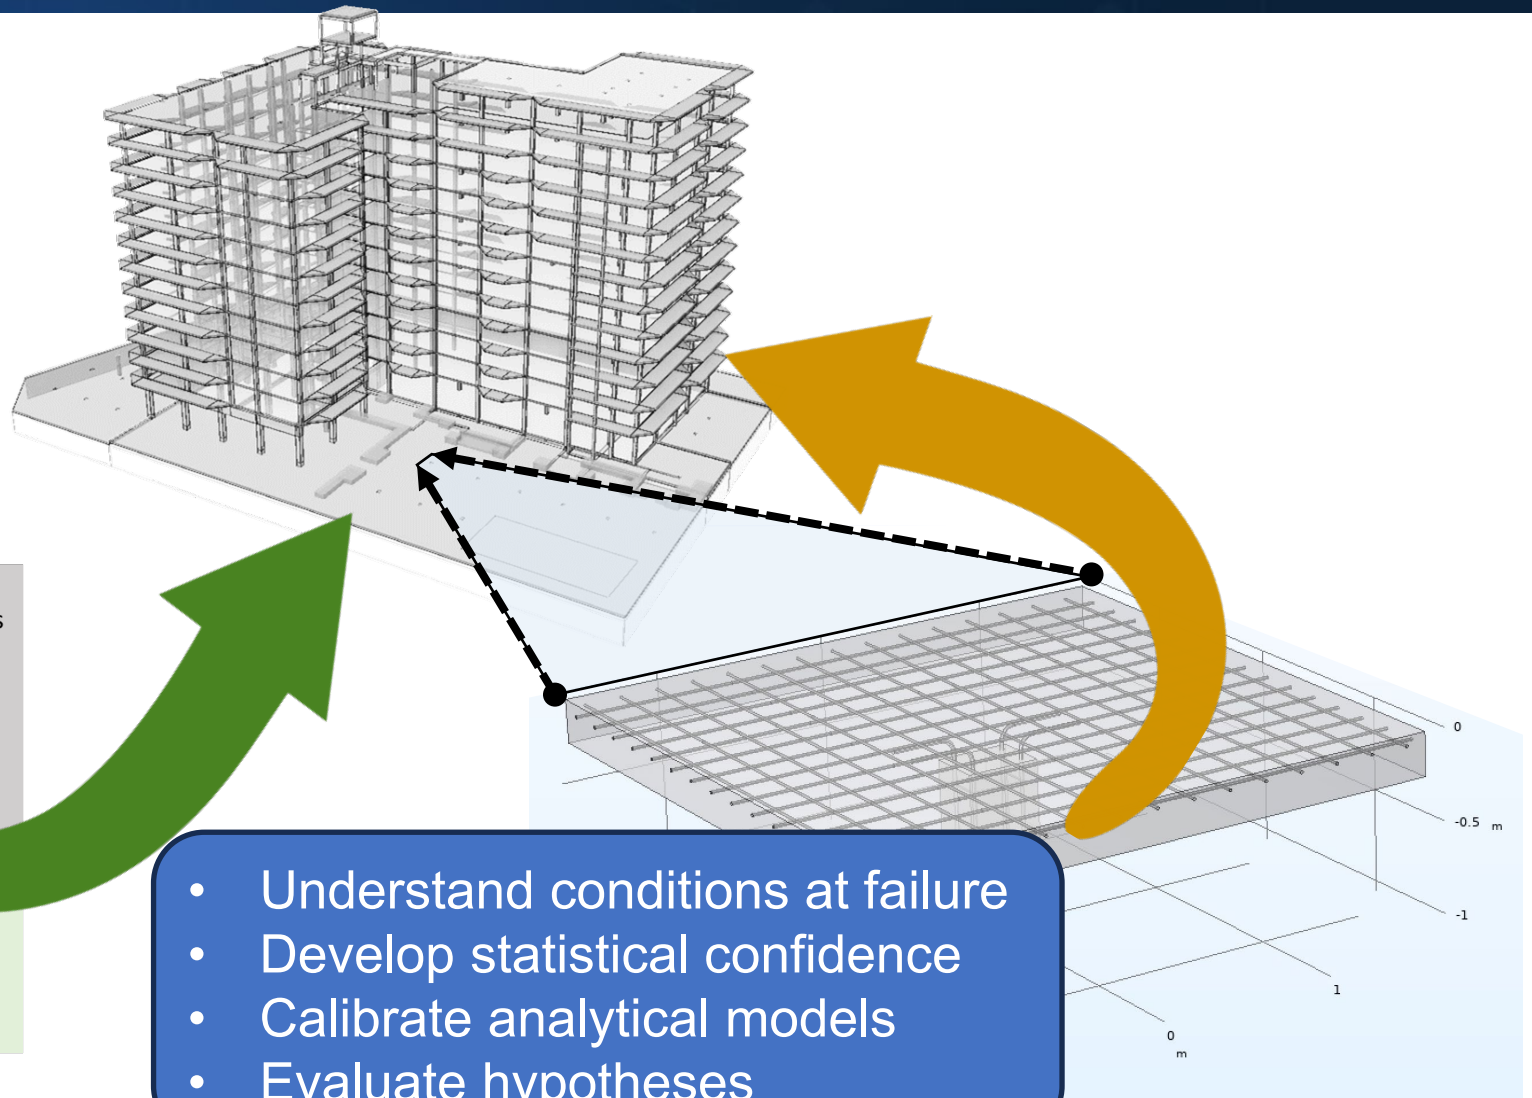 s
0
-0.5 m
-1
1
0
m
• Understand conditions at failure
• Develop statistical confidence
• Calibrate analytical models
• Evaluate hypotheses